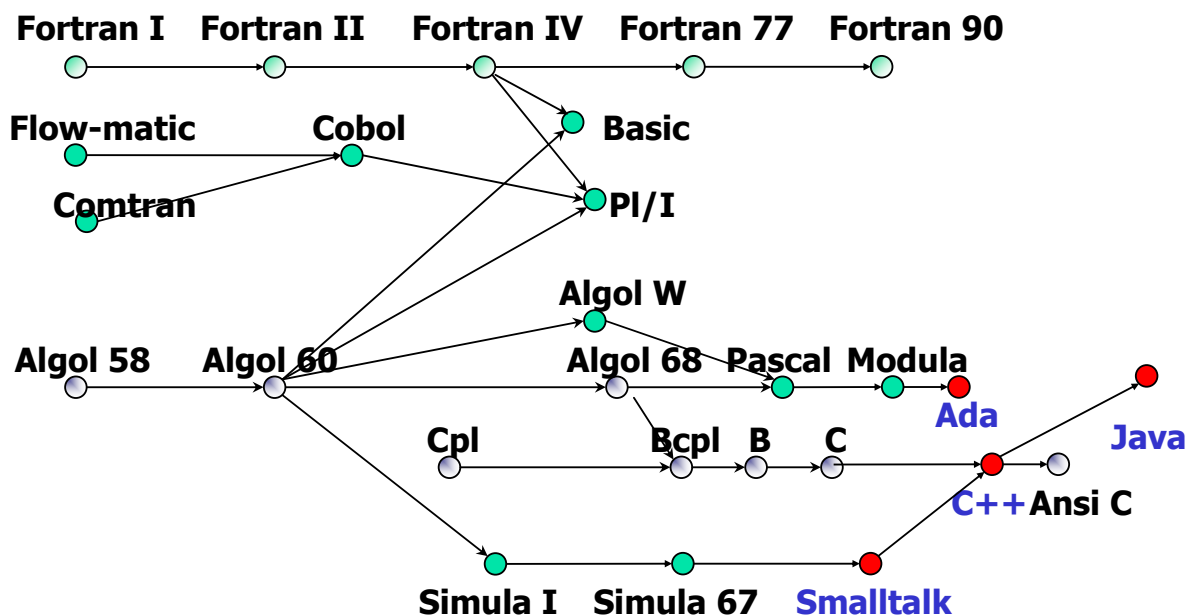 Fortran I Fortran II Fortran IV Fortran 77 Fortran 90
Flow-matic Cobol Basic
Comtran Pl/I
Algol W
Algol 58 Algol 60 Algol 68 Pascal Modula
Ada
Java
Cpl Bcpl B C
C++ Ansi C
Simula I Simula 67 Smalltalk